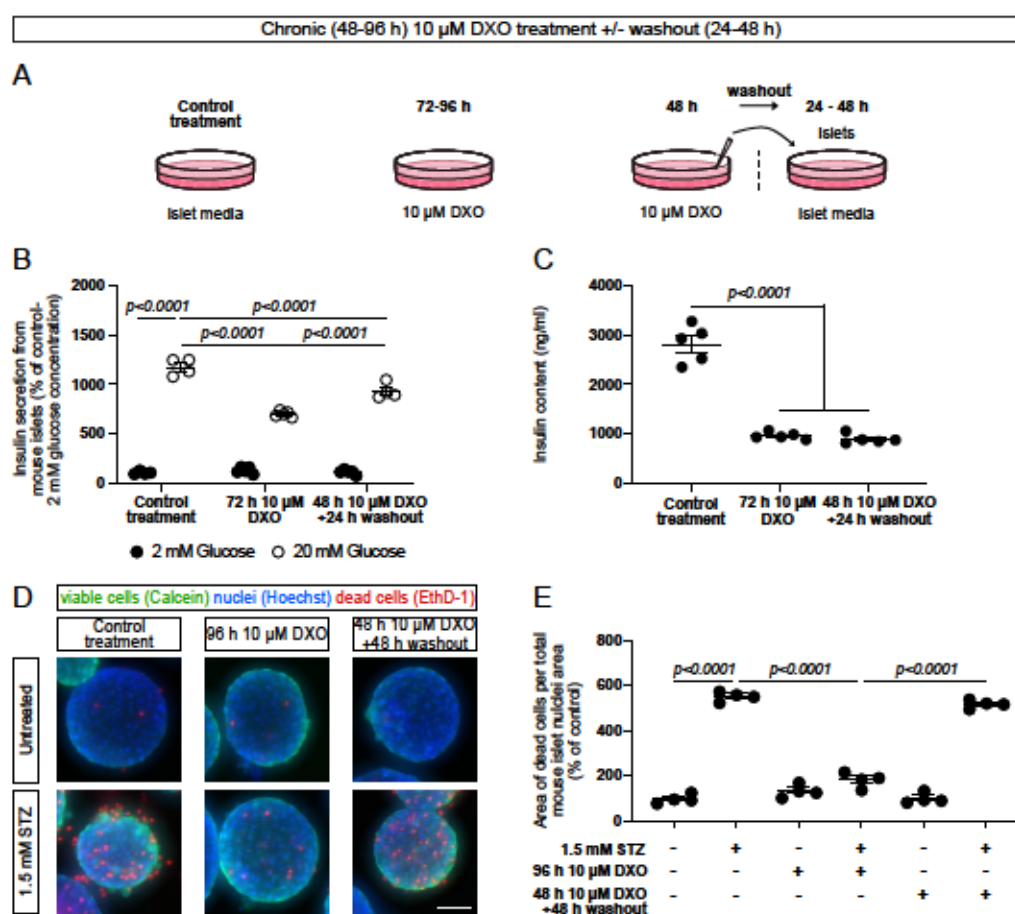 Chronic (48-96 h) 10 µM DXO treatment +/- washout (24-48 h)
A
Control
treatment
72-96 h
48 h
washout
24 - 48 h
Islets
Islet media
10 µM DXO
10 µM DXO
Islet media
B
Insulin secretion from
mouse islets (% of control-
2 mM glucose concentration)
2000
1500
1000
500
0
p<0.0001
p<0.0001
p<0.0001
p<0.0001
Control
treatment
72 h 10 µM
DXO
48 h 10 µM DXO
+24 h washout
2 mM Glucose
20 mM Glucose
C
Insulin content (ng/ml)
4000
3000
2000
1000
0
p<0.0001
Control
treatment
72 h 10 µM
DXO
48 h 10 µM DXO
+24 h washout
D
viable cells (Calcein) nuclei (Hoechst) dead cells (EthD-1)
Control
treatment
96 h 10 µM DXO
48 h 10 µM DXO
+48 h washout
Untreated
1.5 mM STZ
E
Area of dead cells per total
mouse islet nuclei area
(% of control)
800
600
400
200
0
p<0.0001
p<0.0001
p<0.0001
1.5 mM STZ - + - + - +
96 h 10 µM DXO - - + + - -
48 h 10 µM DXO - - - - + +
+48 h washout